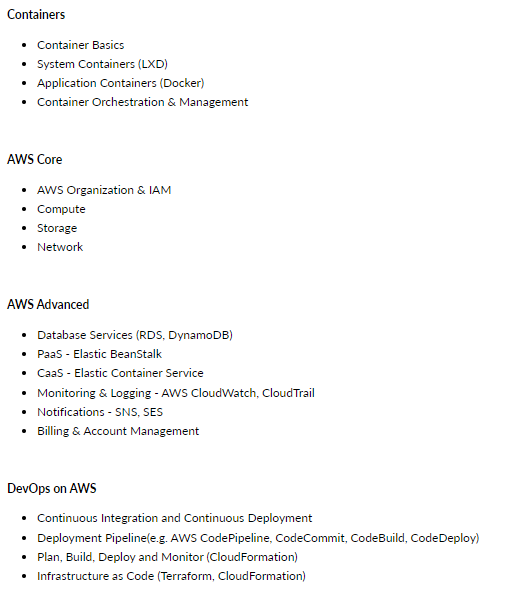 Containers
Container Basics
System Containers (LXD)
Application Containers (Docker)
Container Orchestration & Management
AWS Core
AWS Organization & IAM
Compute
Storage
Network
AWS Advanced
Database Services (RDS, DynamoDB)
PaaS - Elastic BeanStalk
CaaS - Elastic Container Service
Monitoring & Logging - AWS CloudWatch, CloudTrail
Notifications - SNS, SES
Billing & Account Management
DevOps on AWS
Continuous Integration and Continuous Deployment
Deployment Pipeline(e.g. AWS CodePipeline, CodeCommit, CodeBuild, CodeDeploy)
Plan, Build, Deploy and Monitor (CloudFormation)
Infrastructure as Code (Terraform, CloudFormation)